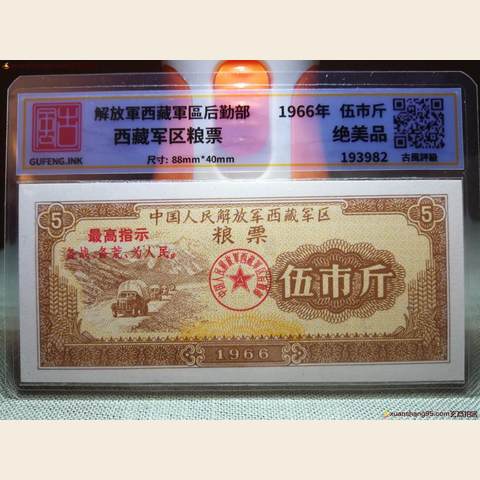 解放軍西藏軍區后勤部 1966年 伍市斤
西藏军区粮票 绝美品
GUFENG.INK 尺寸: 88mm*40mm 193982 古風評級
5 中国人民解放军西藏军区 5
粮票
最高指示
备战、备荒、为人民。
伍市斤
1966
xuanshang95.com